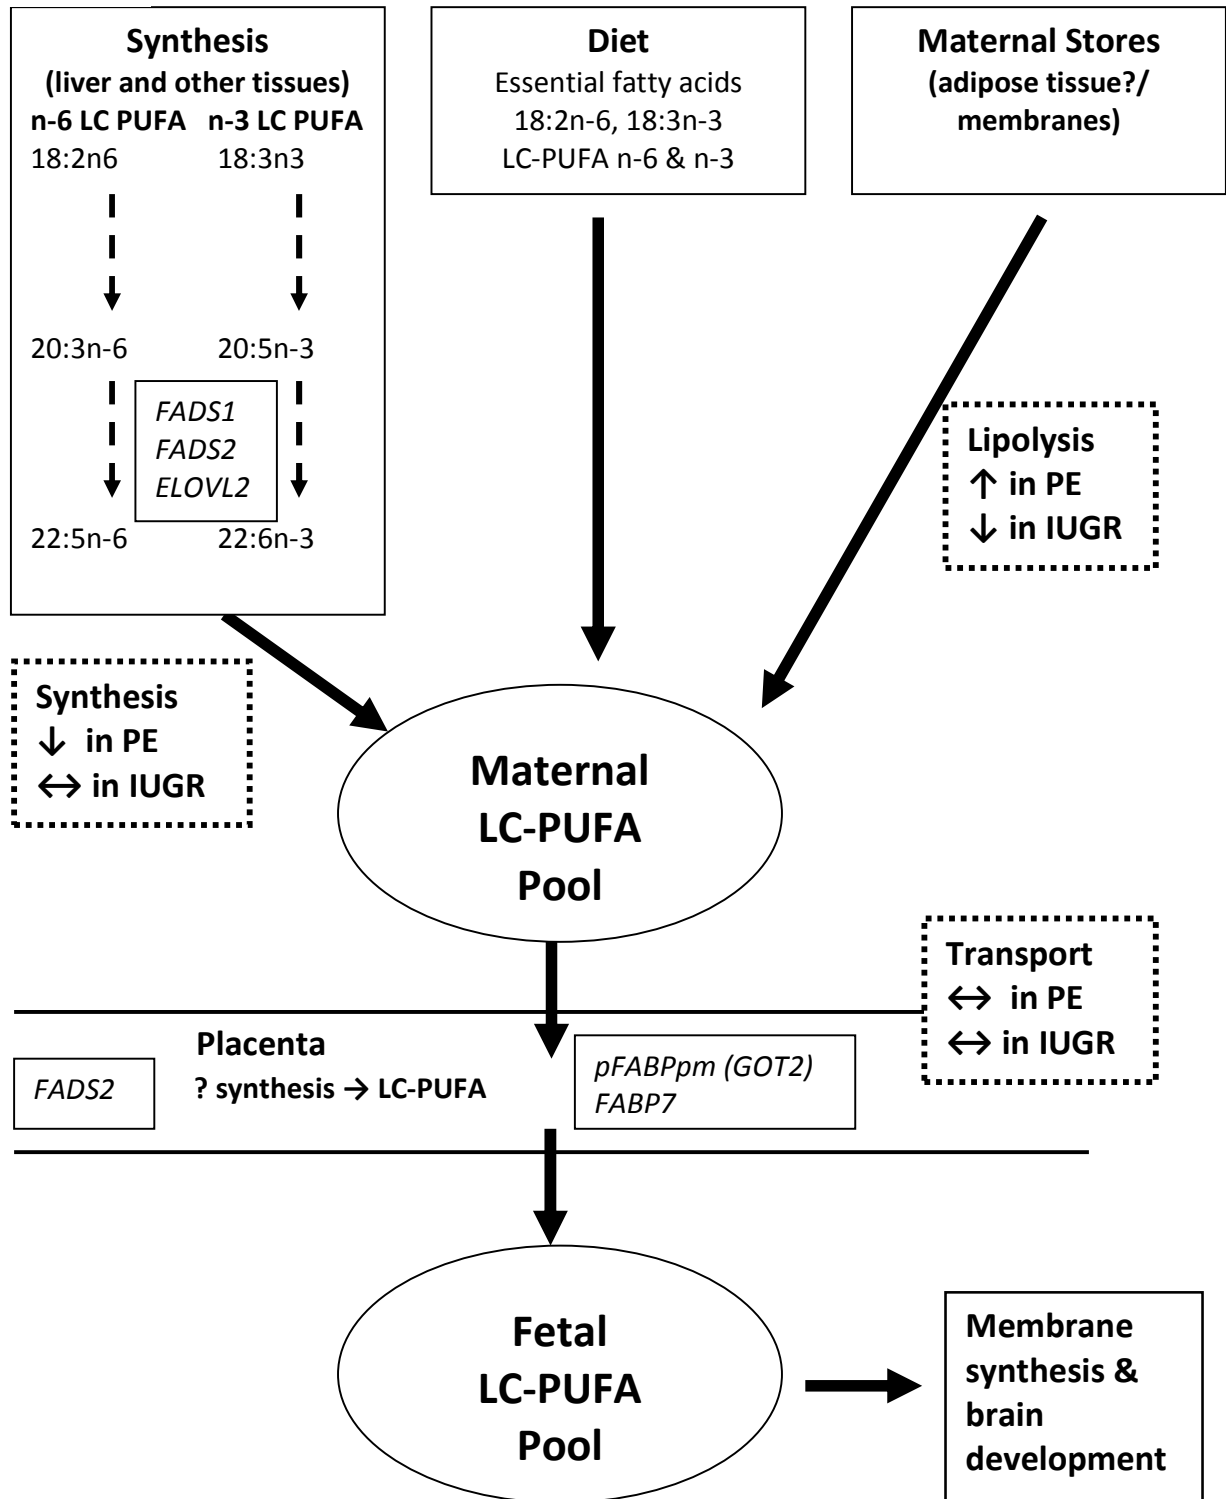 Synthesis
(liver and other tissues)
n-6 LC PUFA n-3 LC PUFA
18:2n6 18:3n3
20:3n-6 20:5n-3
FADS1
FADS2
ELOVL2
22:5n-6 22:6n-3
Diet
Essential fatty acids
18:2n-6, 18:3n-3
LC-PUFA n-6 & n-3
Maternal Stores
(adipose tissue?/
membranes)
Lipolysis
↑ in PE
↓ in IUGR
Synthesis
↓ in PE
↔ in IUGR
Maternal
LC-PUFA
Pool
Transport
↔ in PE
↔ in IUGR
FADS2
Placenta
? synthesis → LC-PUFA
pFABPpm (GOT2)
FABP7
Fetal
LC-PUFA
Pool
Membrane
synthesis &
brain
development